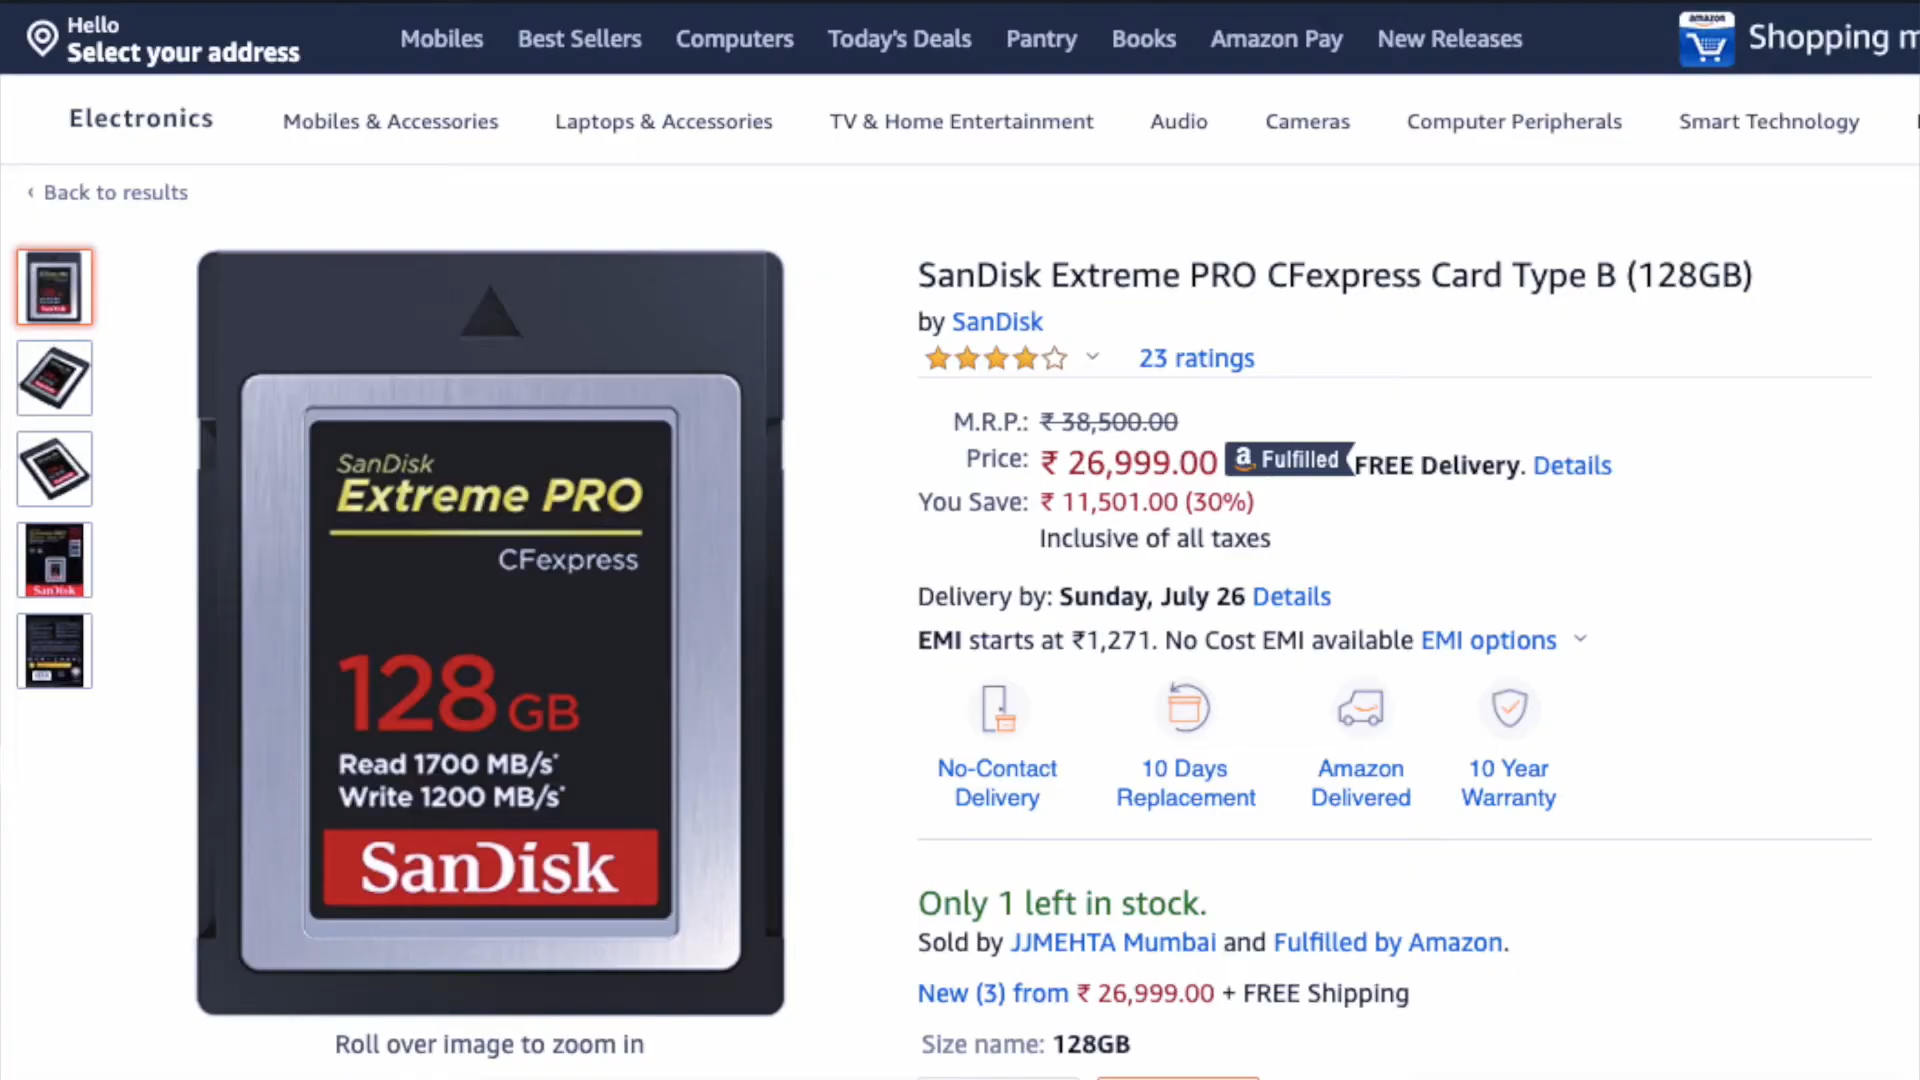 Hello
Select your address
Mobiles Best Sellers Computers Today's Deals Pantry Books Amazon Pay New Releases
amazon
Shopping m
Electronics Mobiles & Accessories Laptops & Accessories TV & Home Entertainment Audio Cameras Computer Peripherals Smart Technology
‹ Back to results
SanDisk
Extreme PRO
CFexpress
128 GB
Read 1700 MB/s*
Write 1200 MB/s*
SanDisk
Roll over image to zoom in
SanDisk Extreme PRO CFexpress Card Type B (128GB)
by SanDisk
23 ratings
M.R.P.: ₹ 38,500.00
Price: ₹ 26,999.00 a Fulfilled FREE Delivery. Details
You Save: ₹ 11,501.00 (30%)
Inclusive of all taxes
Delivery by: Sunday, July 26 Details
EMI starts at ₹1,271. No Cost EMI available EMI options
No-Contact Delivery
10 Days Replacement
Amazon Delivered
10 Year Warranty
Only 1 left in stock.
Sold by JJMEHTA Mumbai and Fulfilled by Amazon.
New (3) from ₹ 26,999.00 + FREE Shipping
Size name: 128GB